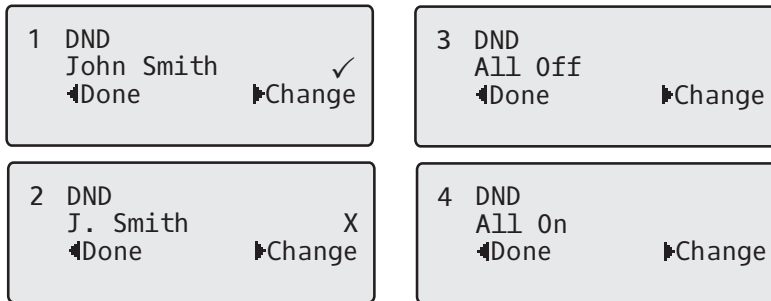 1 DND
John Smith ✓
◀Done ▶Change
2 DND
J. Smith X
◀Done ▶Change
3 DND
All Off
◀Done ▶Change
4 DND
All On
◀Done ▶Change